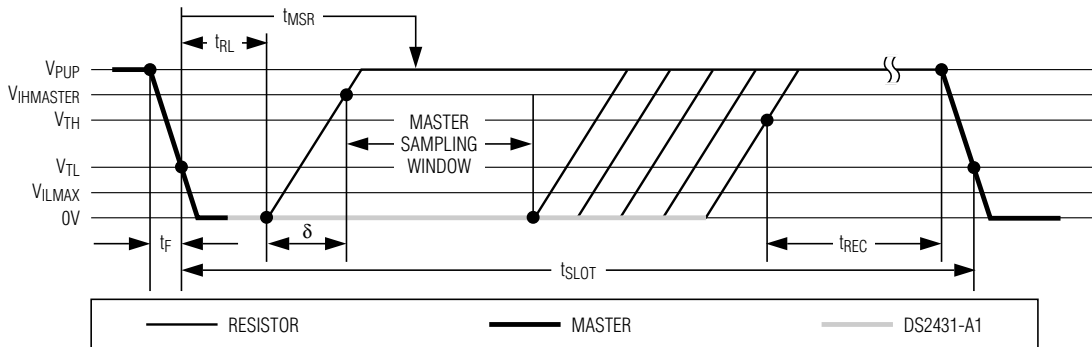 tMSR
tRL
VPUP
VIHMASTER
VTH
MASTER
SAMPLING
WINDOW
VTL
VILMAX
0V
tF
δ
tREC
tSLOT
RESISTOR MASTER DS2431-A1